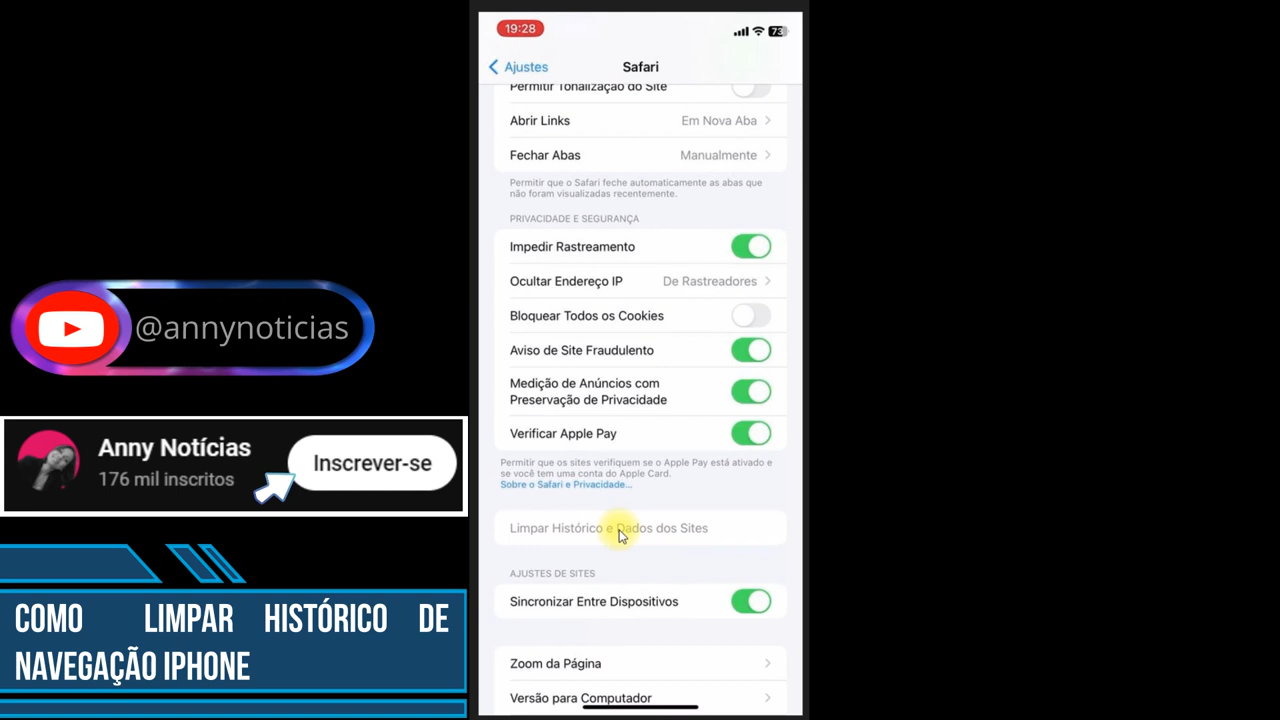 19:28
73
Ajustes
Safari
Permitir Tonalização do Site
Abrir Links
Em Nova Aba
Fechar Abas
Manualmente
Permitir que o Safari feche automaticamente as abas que
não foram visualizadas recentemente.
PRIVACIDADE E SEGURANÇA
Impedir Rastreamento
Ocultar Endereço IP
De Rastreadores
Bloquear Todos os Cookies
Aviso de Site Fraudulento
Medição de Anúncios com
Preservação de Privacidade
Verificar Apple Pay
Permitir que os sites verifiquem se o Apple Pay está ativado e
se você tem uma conta do Apple Card.
Sobre o Safari e Privacidade...
Limpar Histórico e Dados dos Sites
AJUSTES DE SITES
Sincronizar Entre Dispositivos
Zoom da Página
Versão para Computador
@annynoticias
Anny Notícias
176 mil inscritos
Inscrever-se
COMO LIMPAR HISTÓRICO DE
NAVEGAÇÃO IPHONE